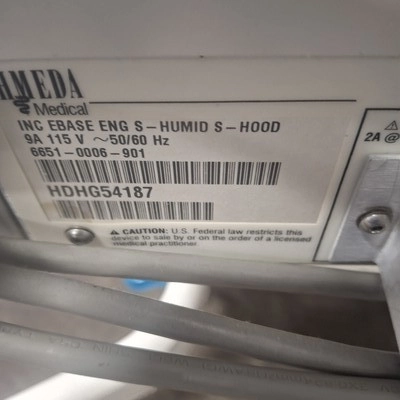 HMEDA
Medical
INC EBASE ENG S-HUMID S-HOOD
9A 115 V ~50/60 Hz
2A @
6651-0006-901
HDHG54187
CAUTION: U.S. Federal law restricts this
device to sale by or on the order of a licensed
medical practitioner.